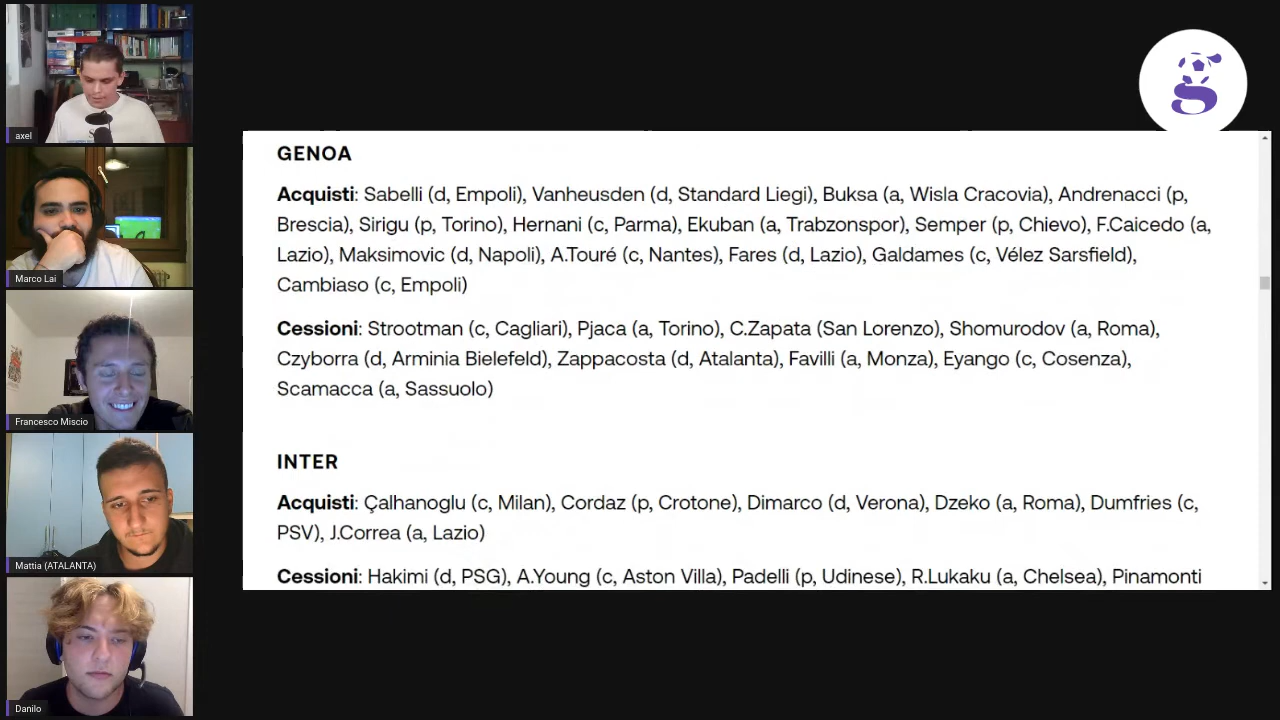 axel
Marco Lai
Francesco Miscio
Mattia (ATALANTA)
Danilo
g
GENOA
Acquisti: Sabelli (d, Empoli), Vanheusden (d, Standard Liegi), Buksa (a, Wisla Cracovia), Andrenacci (p,
Brescia), Sirigu (p, Torino), Hernani (c, Parma), Ekuban (a, Trabzonspor), Semper (p, Chievo), F.Caicedo (a,
Lazio), Maksimovic (d, Napoli), A.Touré (c, Nantes), Fares (d, Lazio), Galdames (c, Vélez Sarsfield),
Cambiaso (c, Empoli)
Cessioni: Strootman (c, Cagliari), Pjaca (a, Torino), C.Zapata (San Lorenzo), Shomurodov (a, Roma),
Czyborra (d, Arminia Bielefeld), Zappacosta (d, Atalanta), Favilli (a, Monza), Eyango (c, Cosenza),
Scamacca (a, Sassuolo)
INTER
Acquisti: Çalhanoglu (c, Milan), Cordaz (p, Crotone), Dimarco (d, Verona), Dzeko (a, Roma), Dumfries (c,
PSV), J.Correa (a, Lazio)
Cessioni: Hakimi (d, PSG), A.Young (c, Aston Villa), Padelli (p, Udinese), R.Lukaku (a, Chelsea), Pinamonti